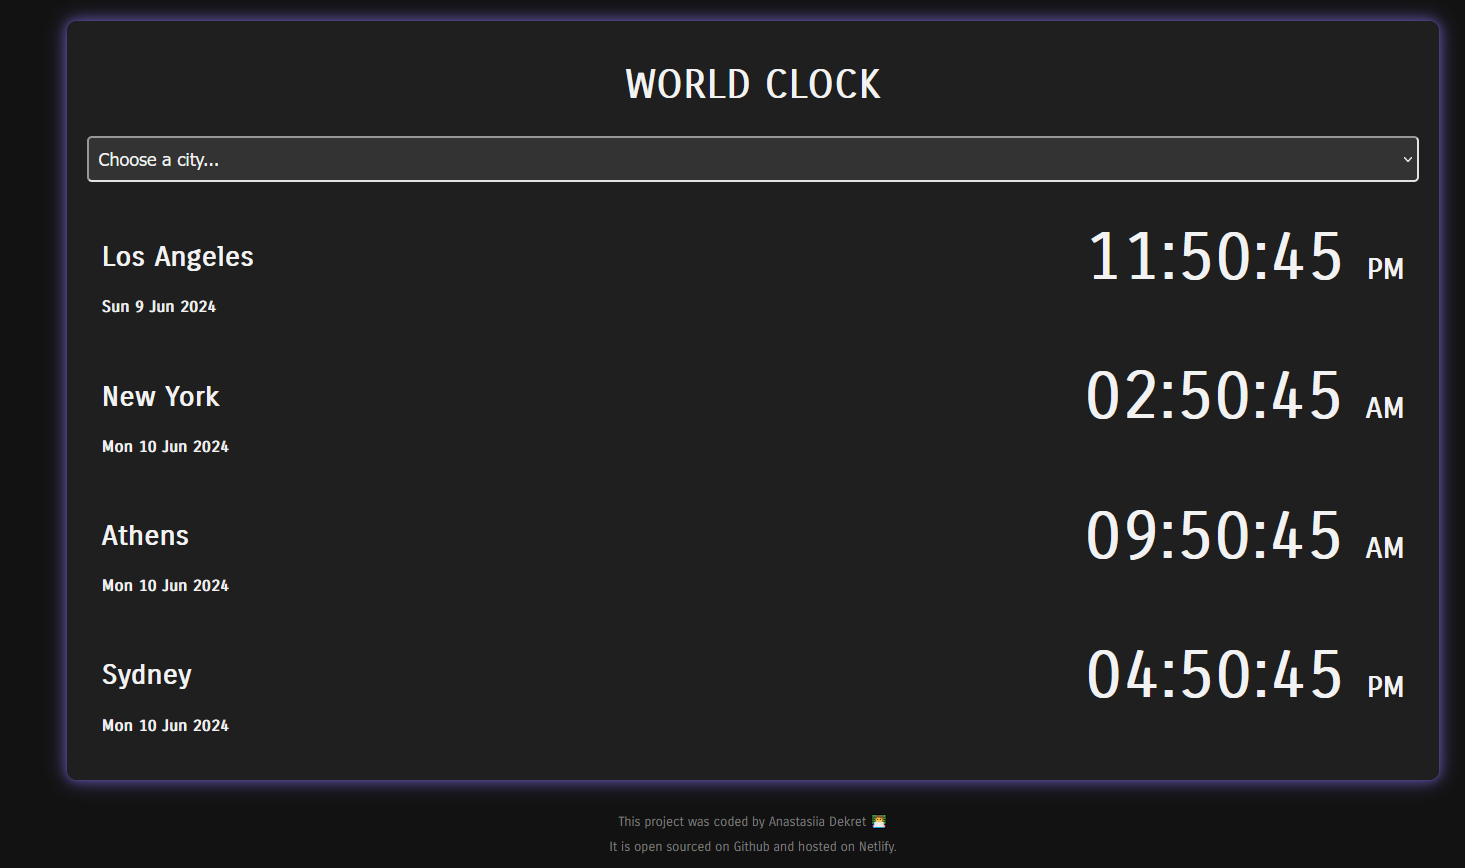 WORLD CLOCK
Choose a city...
Los Angeles
11:50:45 PM
Sun 9 Jun 2024
New York
02:50:45 AM
Mon 10 Jun 2024
Athens
09:50:45 AM
Mon 10 Jun 2024
Sydney
04:50:45 PM
Mon 10 Jun 2024
This project was coded by Anastasiia Dekret 👨‍💻
It is open sourced on Github and hosted on Netlify.